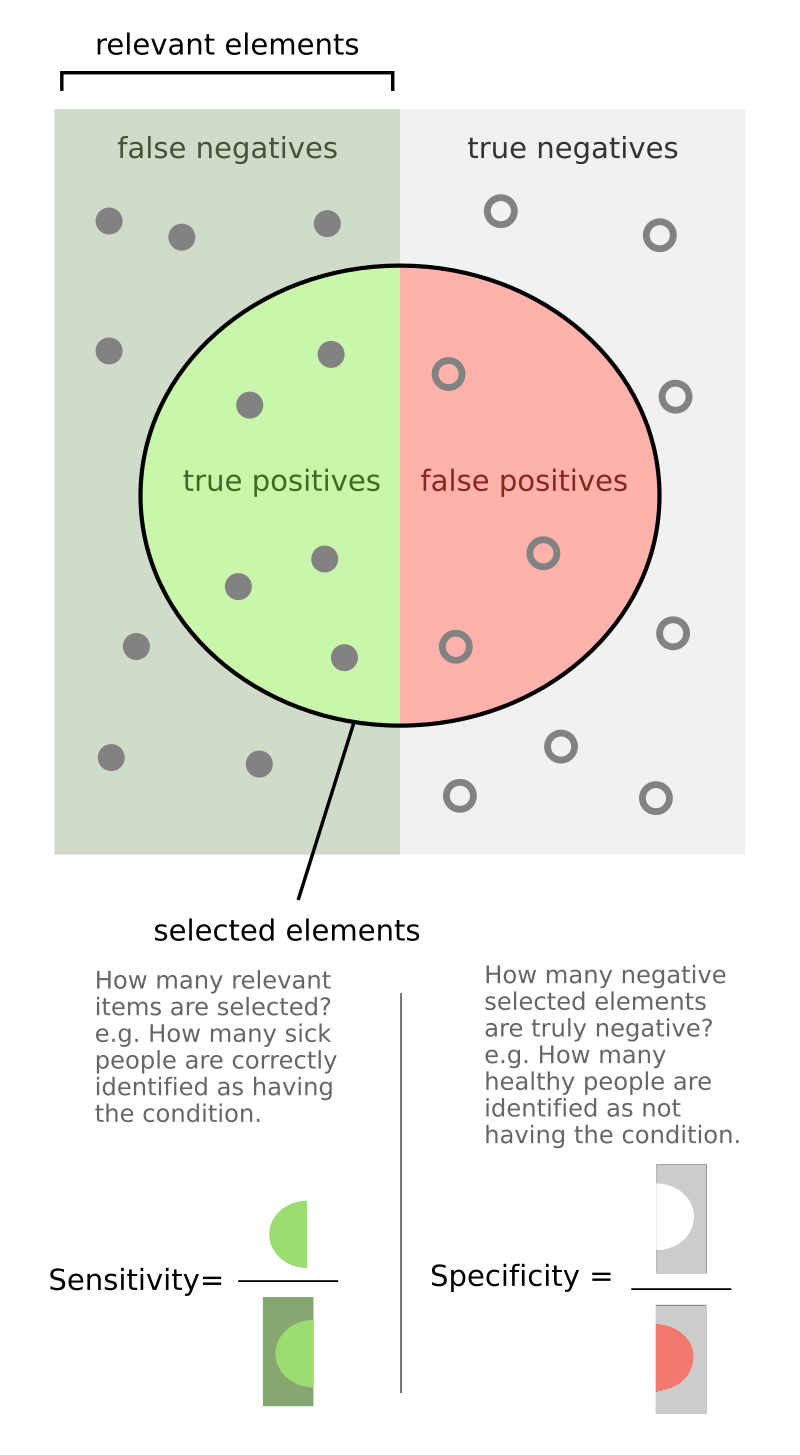 relevant elements
false negatives
true negatives
true positives
false positives
selected elements
How many relevant
items are selected?
e.g. How many sick
people are correctly
identified as having
the condition.
How many negative
selected elements
are truly negative?
e.g. How many
healthy people are
identified as not
having the condition.
Sensitivity=
Specificity =